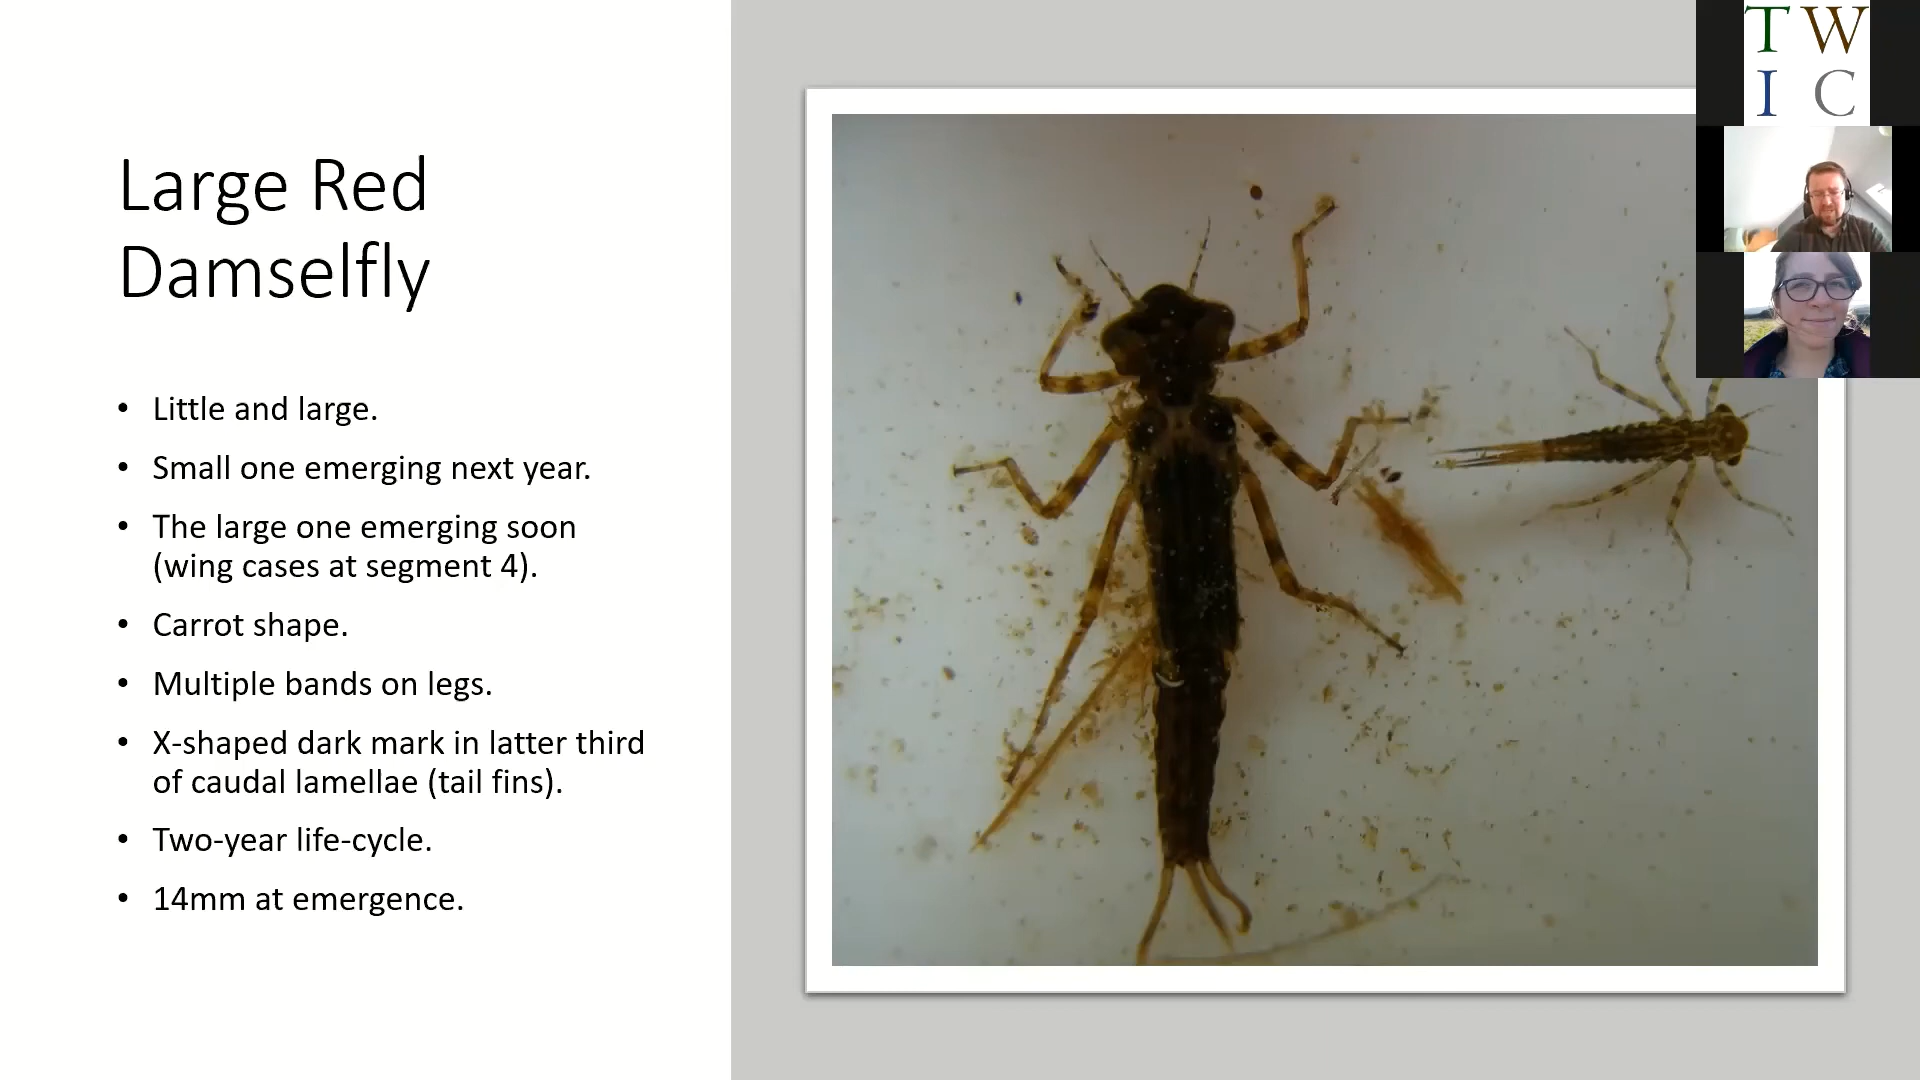 Large Red
Damselfly
• Little and large.
• Small one emerging next year.
• The large one emerging soon
(wing cases at segment 4).
• Carrot shape.
• Multiple bands on legs.
• X-shaped dark mark in latter third
of caudal lamellae (tail fins).
• Two-year life-cycle.
• 14mm at emergence.
T W
I C